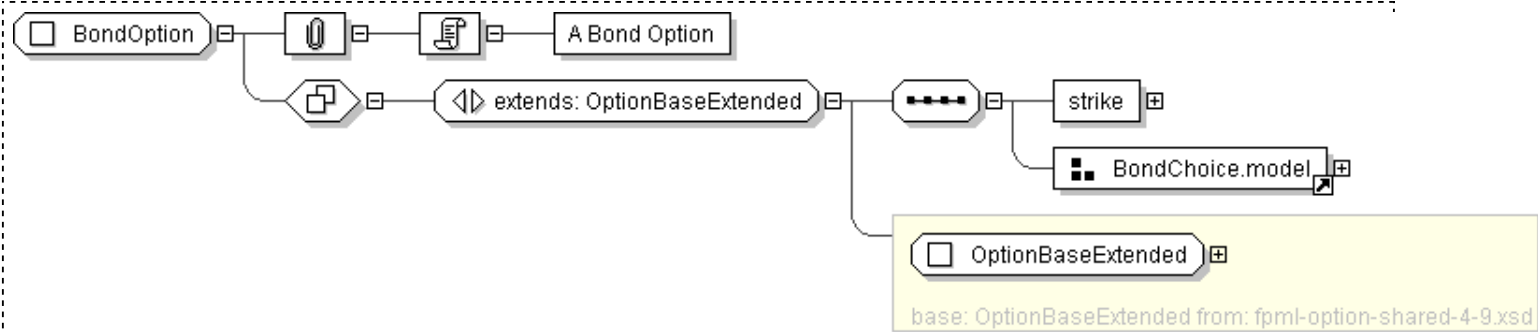 BondOption
A Bond Option
extends: OptionBaseExtended
strike
BondChoice.model
OptionBaseExtended
base: OptionBaseExtended from: fpml-option-shared-4-9.xsd